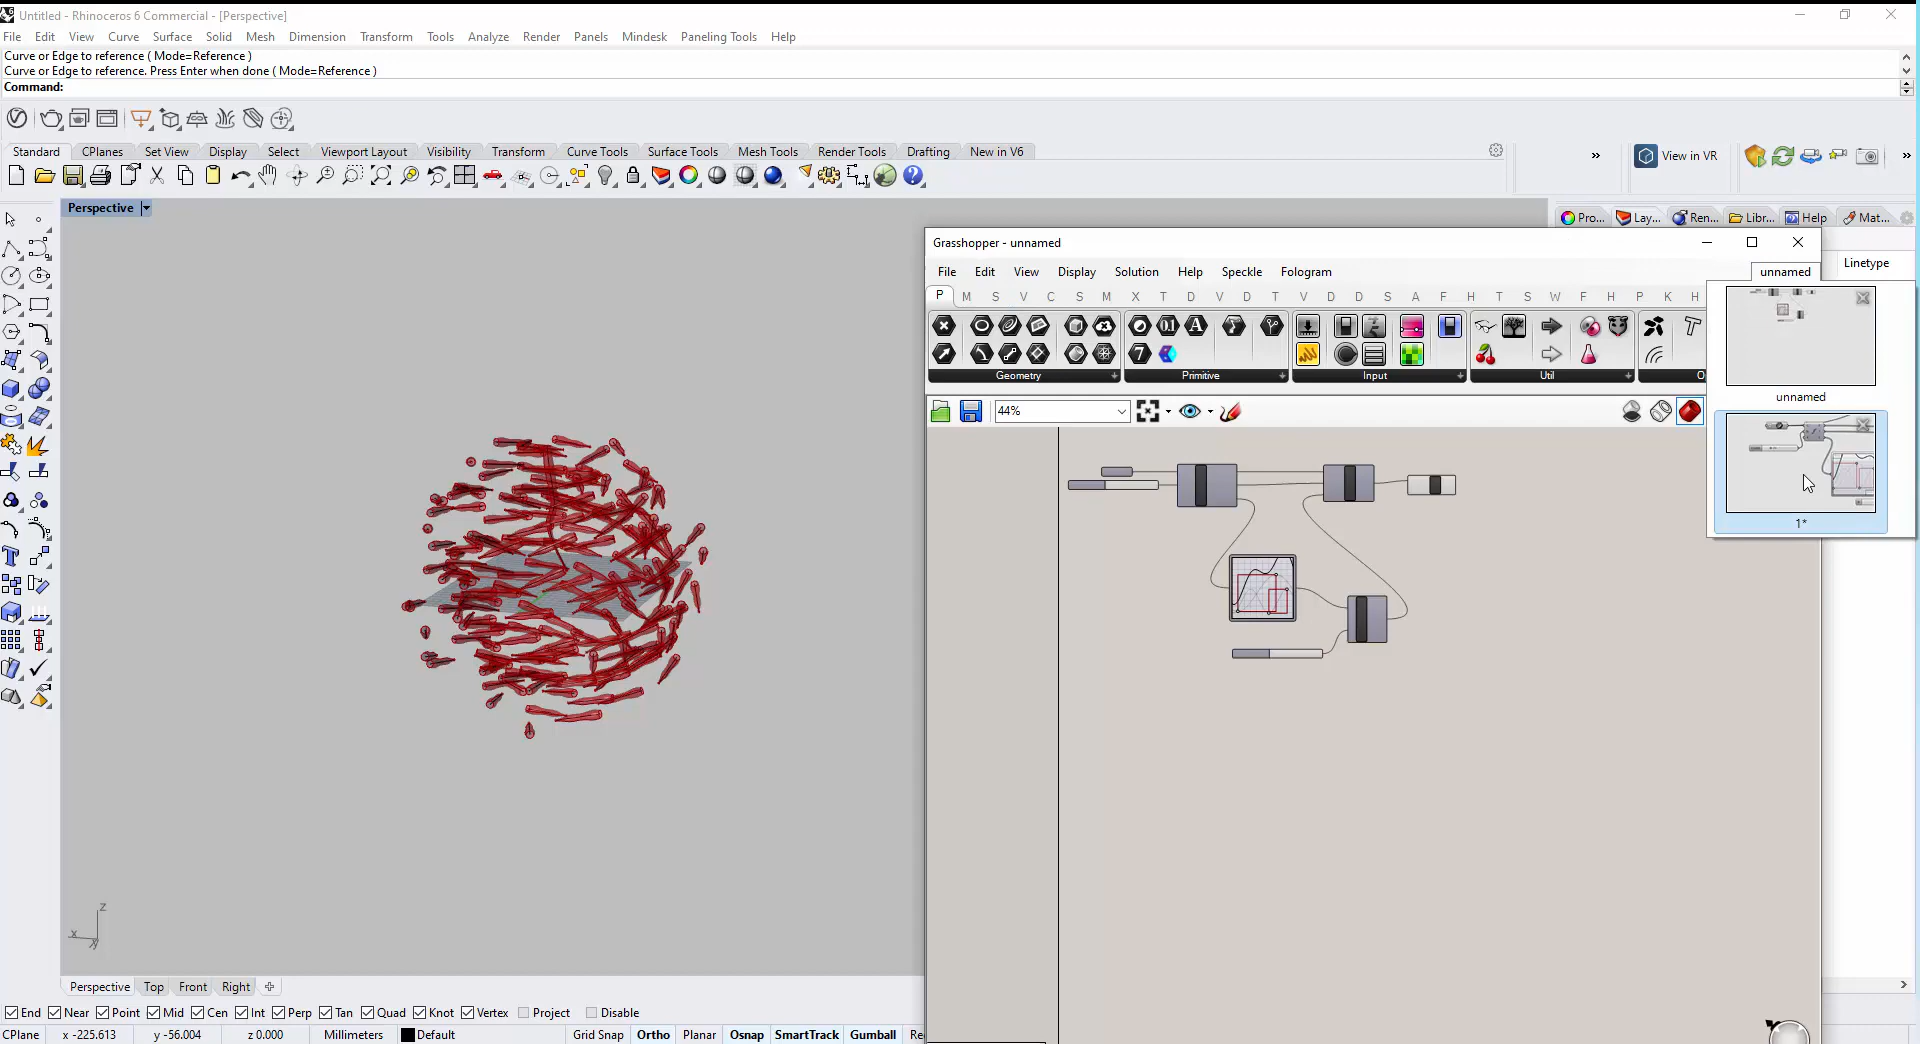 Untitled - Rhinoceros 6 Commercial - [Perspective]
File Edit View Curve Surface Solid Mesh Dimension Transform Tools Analyze Render Panels Mindesk Paneling Tools Help
Curve or Edge to reference ( Mode=Reference )
Curve or Edge to reference. Press Enter when done ( Mode=Reference )
Command:
Standard CPlanes Set View Display Select Viewport Layout Visibility Transform Curve Tools Surface Tools Mesh Tools Render Tools Drafting New in V6
View in VR
Perspective
Pro... Lay... Ren... Libr... Help Mat...
Linetype
Grasshopper - unnamed
File Edit View Display Solution Help Speckle Fologram unnamed
P M S V C S M X T D V D T V D D S A F H T S W F P K H
Geometry Primitive Input Util
44%
unnamed
1*
z
x
y
Perspective Top Front Right
End Near Point Mid Cen Int Perp Tan Quad Knot Vertex Project Disable
CPlane x -225.613 y -56.004 z 0.000 Millimeters Default Grid Snap Ortho Planar Osnap SmartTrack Gumball Re